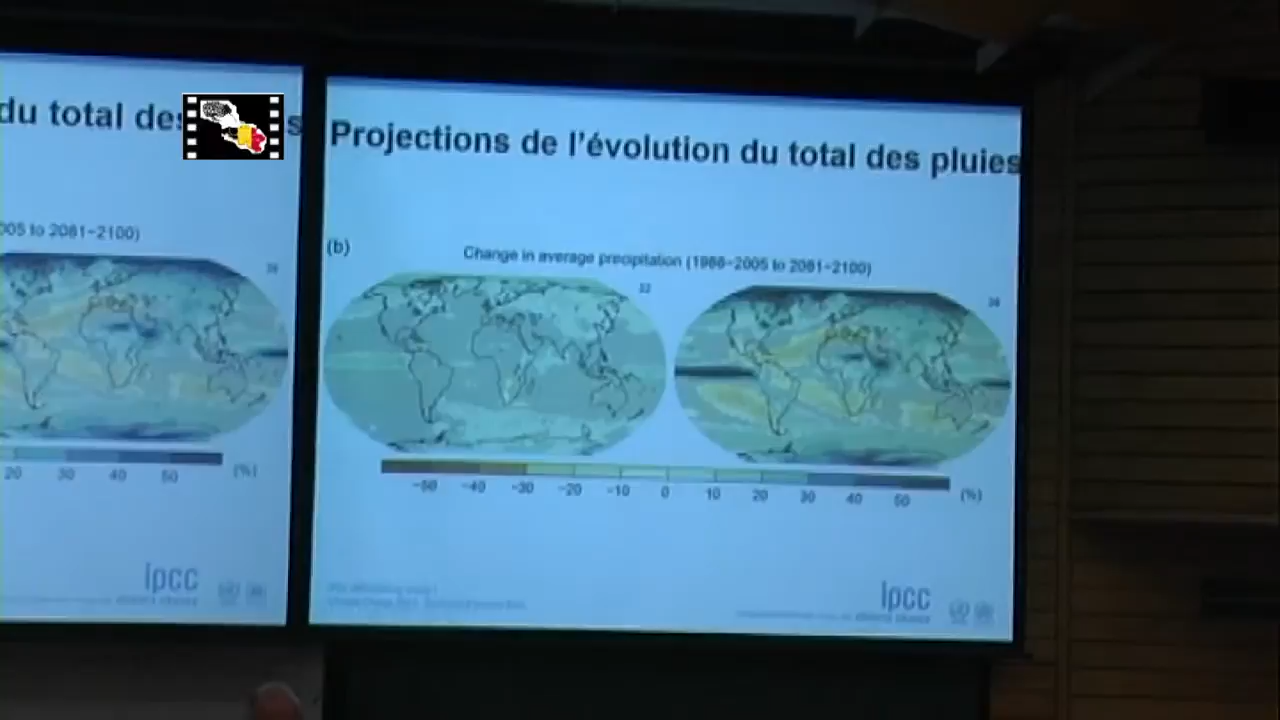 du total des
s
005 to 2081-2100)
39
20 30 40 50 (%)
ipcc
Projections de l'évolution du total des pluies
(b)
Change in average precipitation (1986-2005 to 2081-2100)
32
39
-50 -40 -30 -20 -10 0 10 20 30 40 50 (%)
ipcc